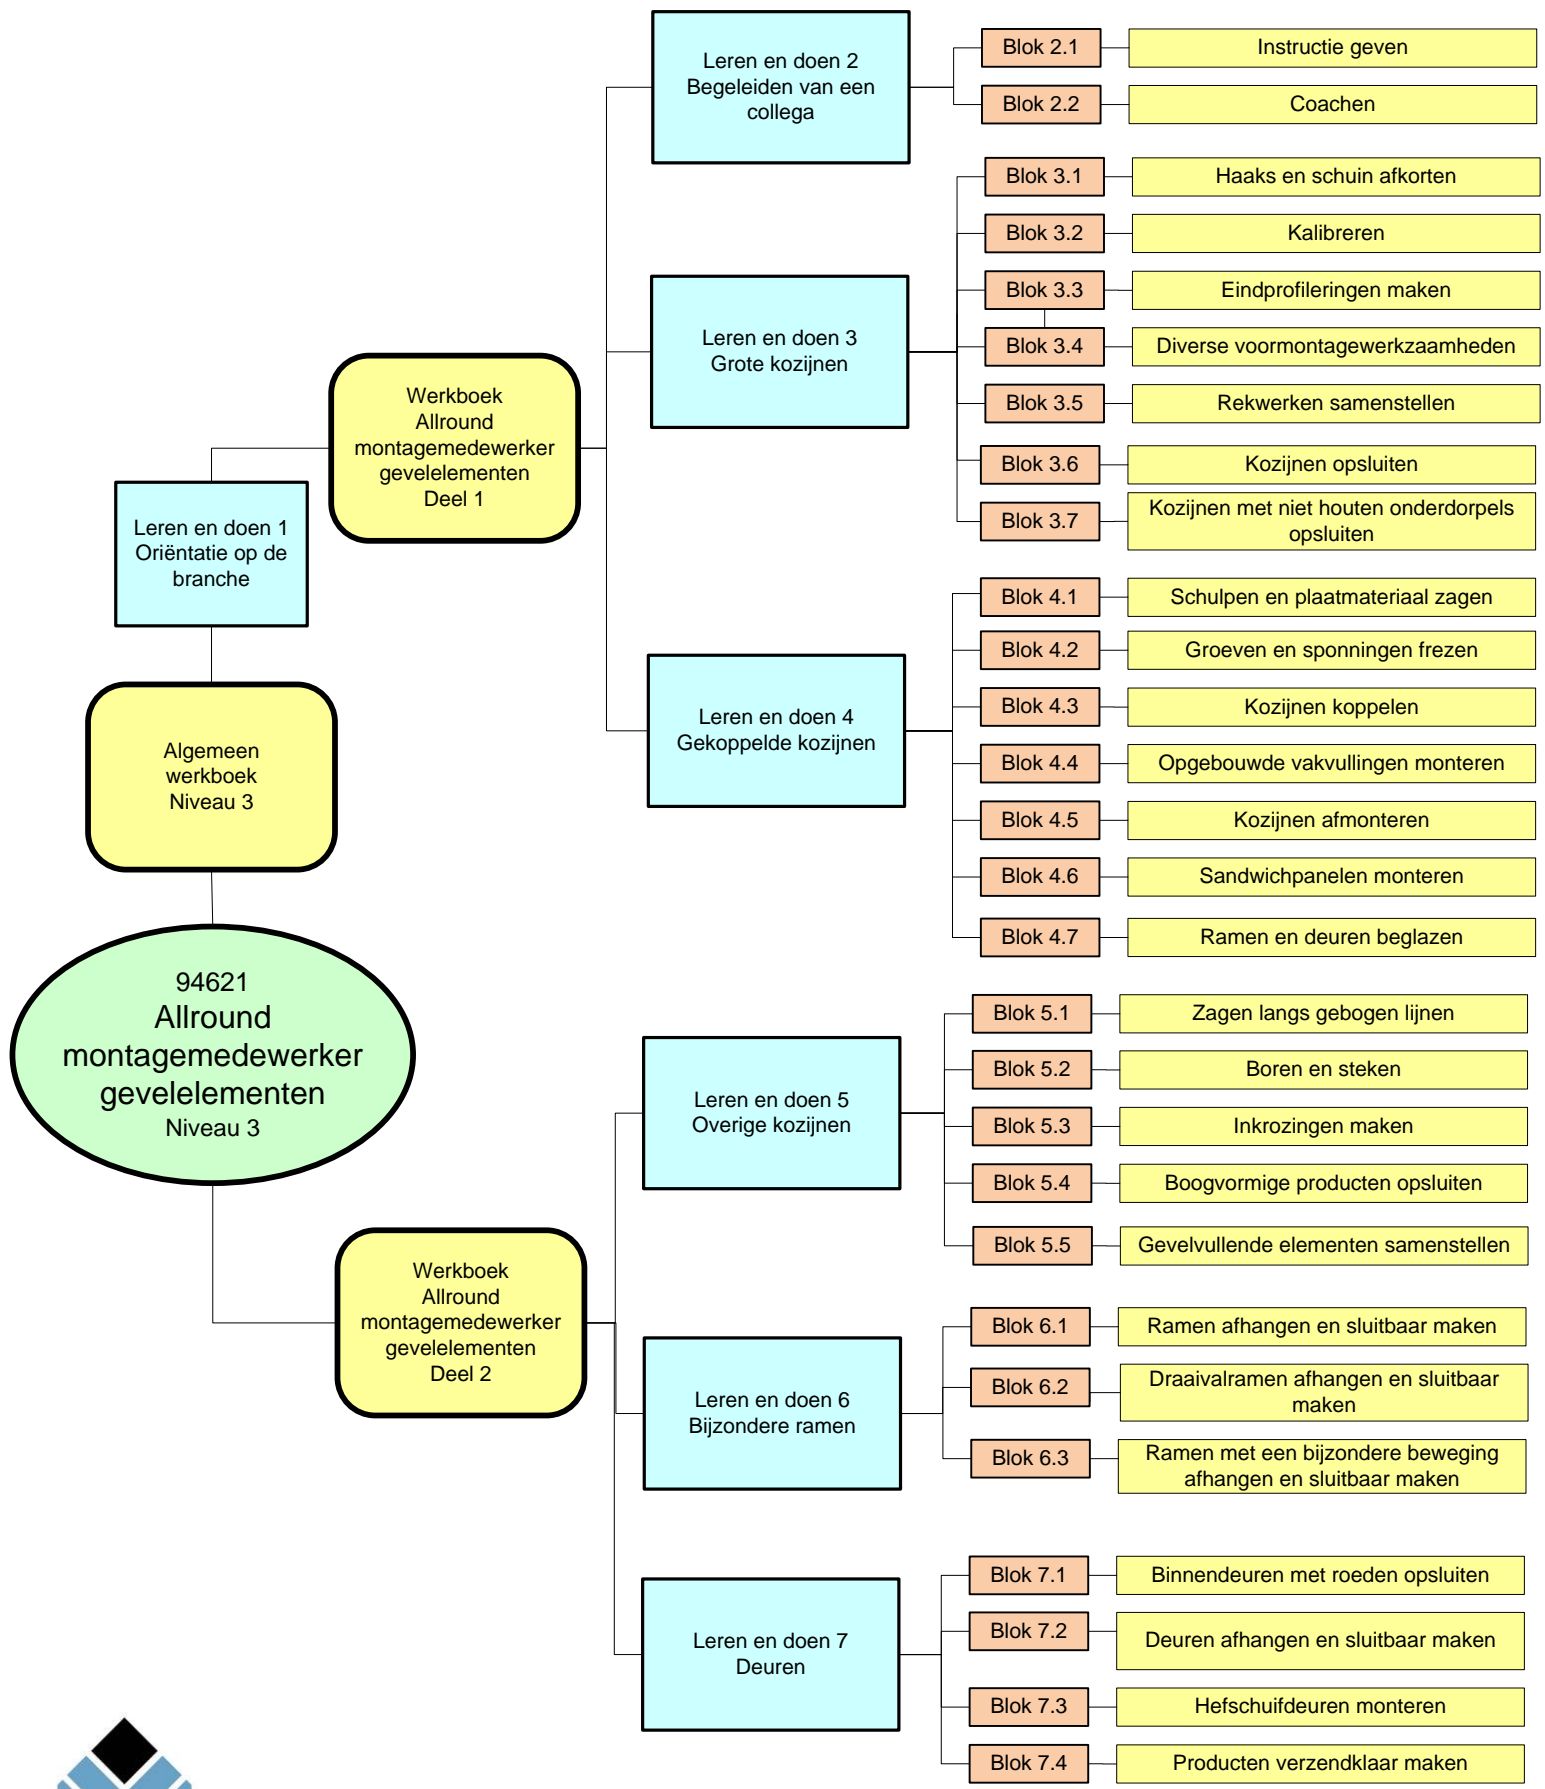 Leren en doen 2
Begeleiden van een
collega
Blok 2.1
Instructie geven
Blok 2.2
Coachen
Leren en doen 3
Grote kozijnen
Blok 3.1
Haaks en schuin afkorten
Blok 3.2
Kalibreren
Blok 3.3
Eindprofileringen maken
Blok 3.4
Diverse voormontagewerkzaamheden
Blok 3.5
Rekwerken samenstellen
Blok 3.6
Kozijnen opsluiten
Blok 3.7
Kozijnen met niet houten onderdorpels
opsluiten
Werkboek
Allround
montagemedewerker
gevelelementen
Deel 1
Leren en doen 1
Oriëntatie op de
branche
Leren en doen 4
Gekoppelde kozijnen
Blok 4.1
Schulpen en plaatmateriaal zagen
Blok 4.2
Groeven en sponningen frezen
Blok 4.3
Kozijnen koppelen
Blok 4.4
Opgebouwde vakvullingen monteren
Blok 4.5
Kozijnen afmonteren
Blok 4.6
Sandwichpanelen monteren
Blok 4.7
Ramen en deuren beglazen
Algemeen
werkboek
Niveau 3
94621
Allround
montagemedewerker
gevelelementen
Niveau 3
Leren en doen 5
Overige kozijnen
Blok 5.1
Zagen langs gebogen lijnen
Blok 5.2
Boren en steken
Blok 5.3
Inkrozingen maken
Blok 5.4
Boogvormige producten opsluiten
Blok 5.5
Gevelvullende elementen samenstellen
Werkboek
Allround
montagemedewerker
gevelelementen
Deel 2
Leren en doen 6
Bijzondere ramen
Blok 6.1
Ramen afhangen en sluitbaar maken
Blok 6.2
Draaivalramen afhangen en sluitbaar
maken
Blok 6.3
Ramen met een bijzondere beweging
afhangen en sluitbaar maken
Leren en doen 7
Deuren
Blok 7.1
Binnendeuren met roeden opsluiten
Blok 7.2
Deuren afhangen en sluitbaar maken
Blok 7.3
Hefschuifdeuren monteren
Blok 7.4
Producten verzendklaar maken